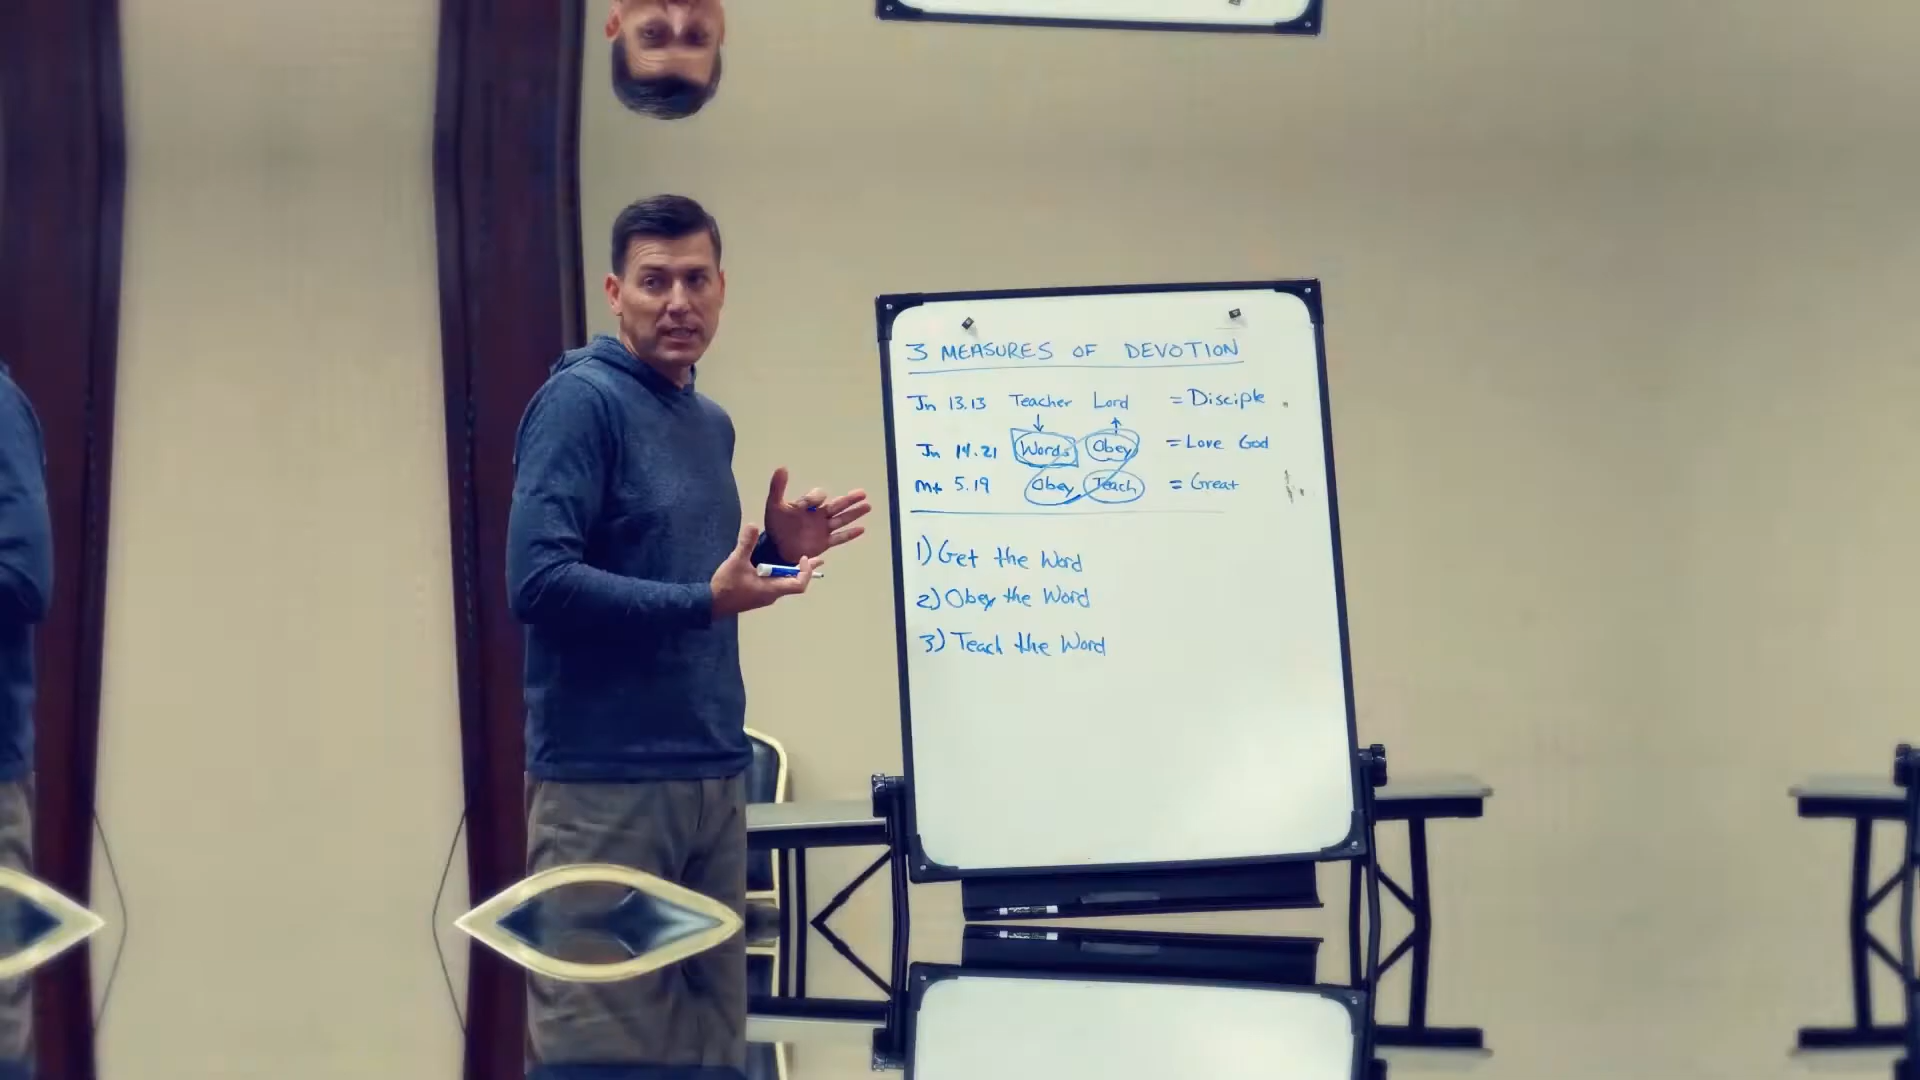 3 MEASURES OF DEVOTION
Jn 13.13 Teacher Lord = Disciple
Jn 14.21 Words Obey = Love God
Mt 5.19 Obey Teach = Great
1) Get the Word
2) Obey the Word
3) Teach the Word